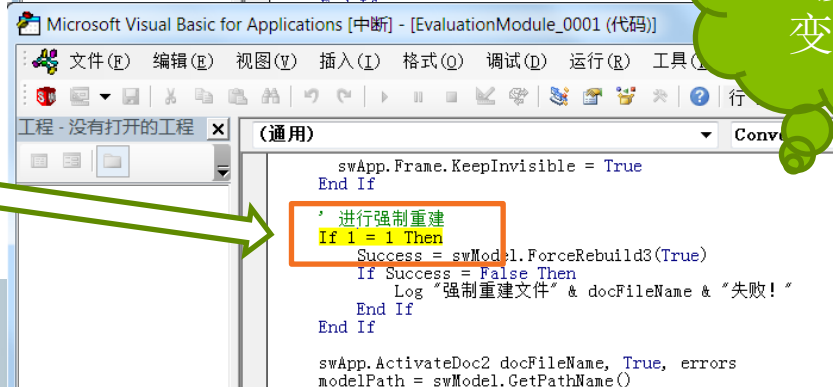 Microsoft Visual Basic for Applications [中断] - [EvaluationModule_0001 (代码)]
变
文件(F) 编辑(E) 视图(V) 插入(I) 格式(O) 调试(D) 运行(R) 工具(
行
工程 - 没有打开的工程
(通用)
Conv
swApp.Frame.KeepInvisible = True
End If
' 进行强制重建
If 1 = 1 Then
Success = swModel.ForceRebuild3(True)
If Success = False Then
Log "强制重建文件" & docFileName & "失败！"
End If
End If
swApp.ActivateDoc2 docFileName, True, errors
modelPath = swModel.GetPathName()